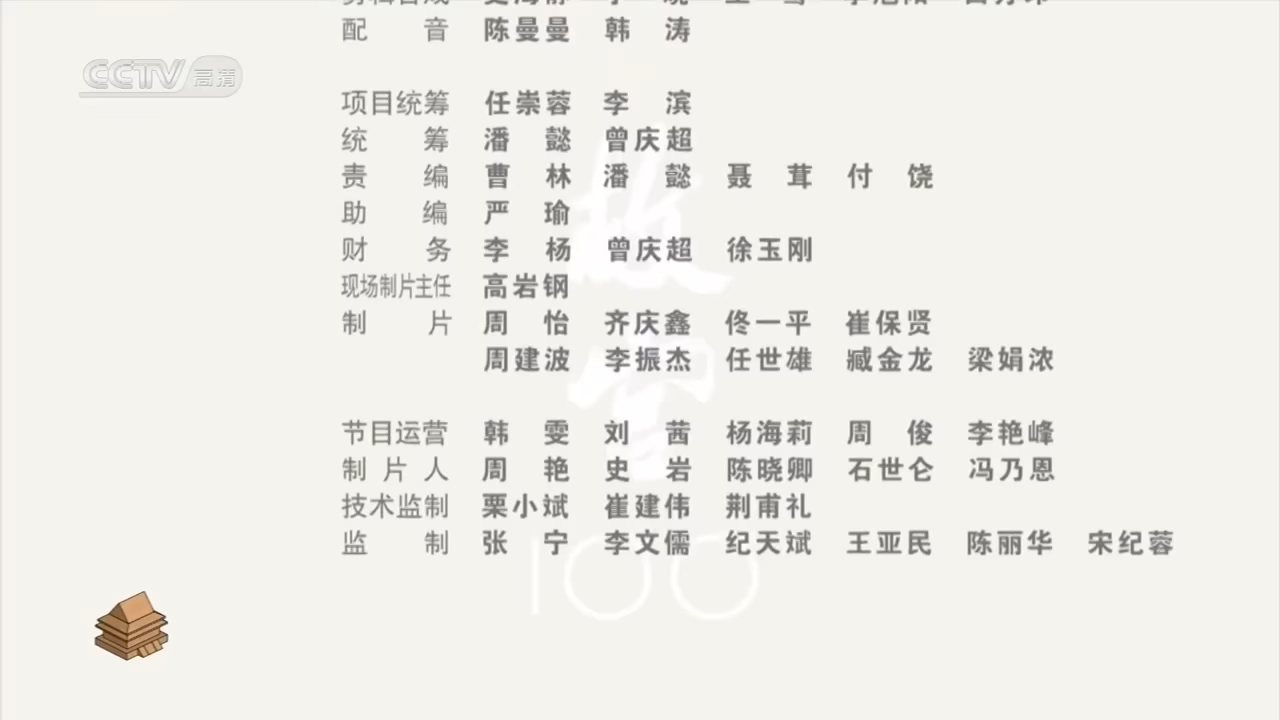 配 音 陈曼曼 韩 涛
CCTV 高清
项目统筹 任崇蓉 李 滨
统 筹 潘 懿 曾庆超
责 编 曹 林 潘 懿 聂 茸 付 饶
助 编 严 瑜
财 务 李 杨 曾庆超 徐玉刚
现场制片主任 高岩钢
制 片 周 怡 齐庆鑫 佟一平 崔保贤
周建波 李振杰 任世雄 臧金龙 梁娟浓
节目运营 韩 雯 刘 茜 杨海莉 周 俊 李艳峰
制 片 人 周 艳 史 岩 陈晓卿 石世仑 冯乃恩
技术监制 栗小斌 崔建伟 荆甫礼
监 制 张 宁 李文儒 纪天斌 王亚民 陈丽华 宋纪蓉
故宫
100